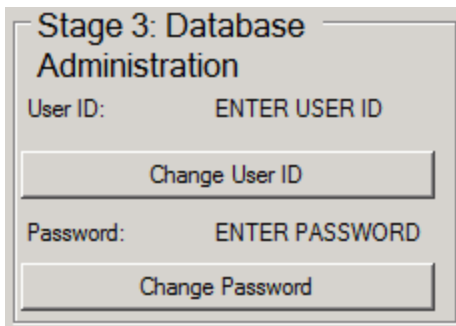 Stage 3: Database
Administration
User ID: ENTER USER ID
Change User ID
Password: ENTER PASSWORD
Change Password